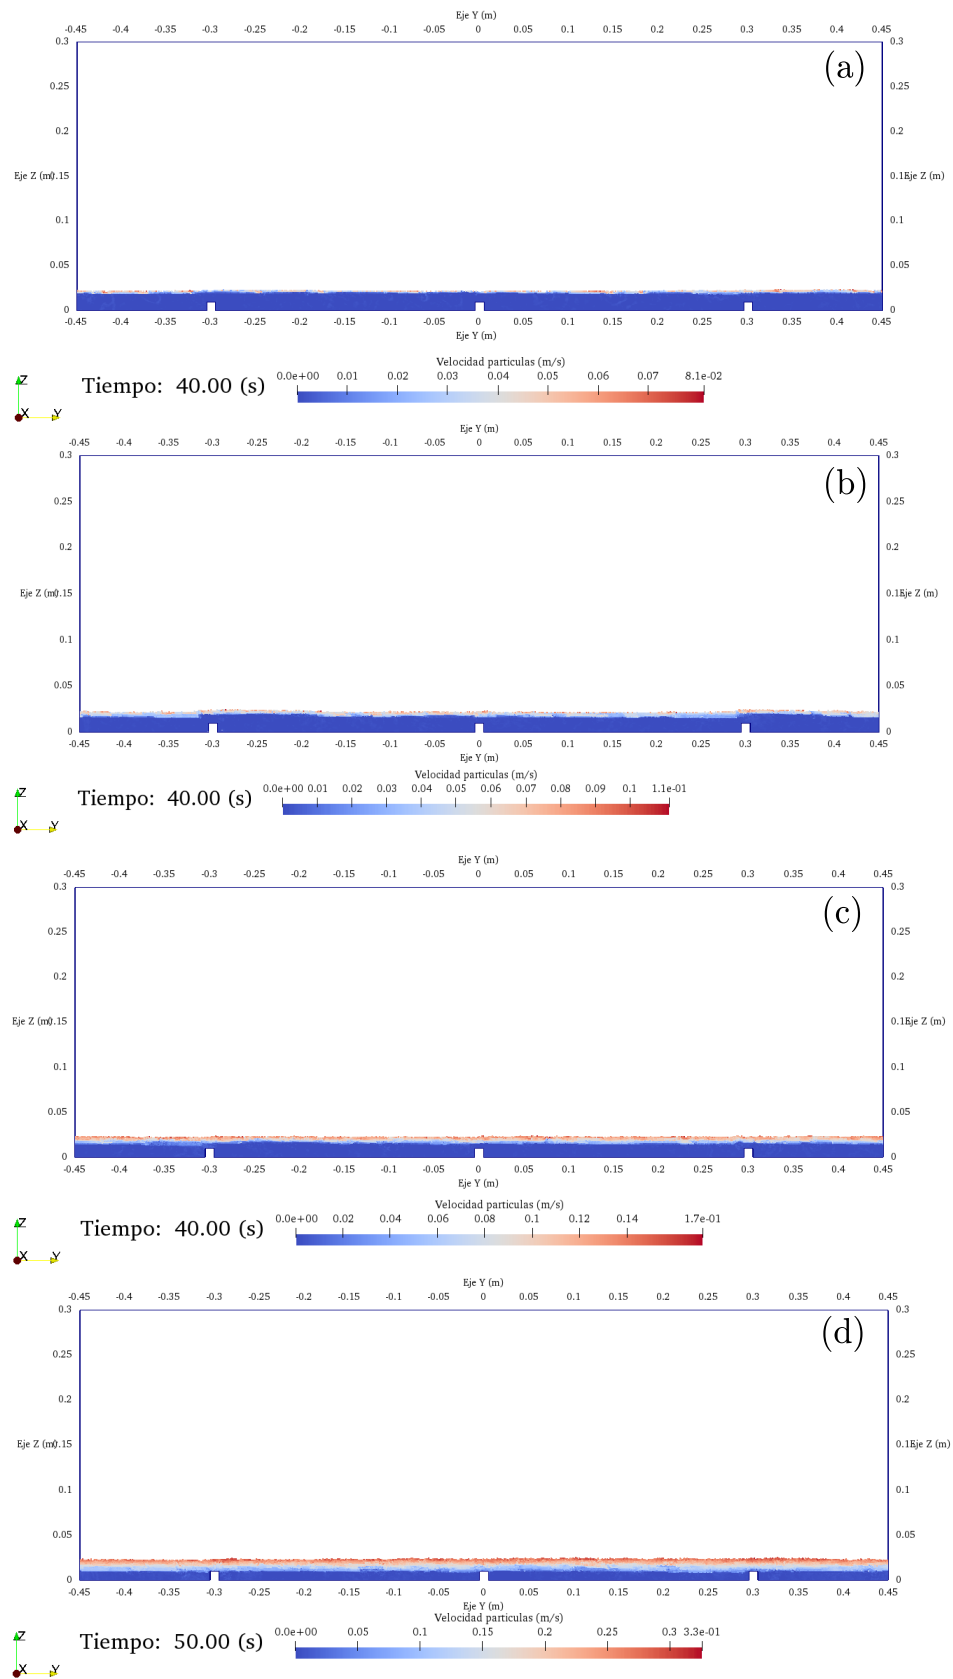 Eje Y (m)
-0.45 -0.4 -0.35 -0.3 -0.25 -0.2 -0.15 -0.1 -0.05 0 0.05 0.1 0.15 0.2 0.25 0.3 0.35 0.4 0.45
0.3 0.3
(a)
0.25 0.25
0.2 0.2
Eje Z (m) 0.15 0.15 Eje Z (m)
0.1 0.1
0.05 0.05
0 0
-0.45 -0.4 -0.35 -0.3 -0.25 -0.2 -0.15 -0.1 -0.05 0 0.05 0.1 0.15 0.2 0.25 0.3 0.35 0.4 0.45
Eje Y (m)
Velocidad particulas (m/s)
0.0e+00 0.01 0.02 0.03 0.04 0.05 0.06 0.07 8.1e-02
Z
Tiempo: 40.00 (s)
X Y
Eje Y (m)
-0.45 -0.4 -0.35 -0.3 -0.25 -0.2 -0.15 -0.1 -0.05 0 0.05 0.1 0.15 0.2 0.25 0.3 0.35 0.4 0.45
0.3 0.3
(b)
0.25 0.25
0.2 0.2
Eje Z (m) 0.15 0.15 Eje Z (m)
0.1 0.1
0.05 0.05
0 0
-0.45 -0.4 -0.35 -0.3 -0.25 -0.2 -0.15 -0.1 -0.05 0 0.05 0.1 0.15 0.2 0.25 0.3 0.35 0.4 0.45
Eje Y (m)
Velocidad particulas (m/s)
0.0e+00 0.01 0.02 0.03 0.04 0.05 0.06 0.07 0.08 0.09 0.1 1.1e-01
Z
Tiempo: 40.00 (s)
X Y
Eje Y (m)
-0.45 -0.4 -0.35 -0.3 -0.25 -0.2 -0.15 -0.1 -0.05 0 0.05 0.1 0.15 0.2 0.25 0.3 0.35 0.4 0.45
0.3 0.3
(c)
0.25 0.25
0.2 0.2
Eje Z (m) 0.15 0.15 Eje Z (m)
0.1 0.1
0.05 0.05
0 0
-0.45 -0.4 -0.35 -0.3 -0.25 -0.2 -0.15 -0.1 -0.05 0 0.05 0.1 0.15 0.2 0.25 0.3 0.35 0.4 0.45
Eje Y (m)
Velocidad particulas (m/s)
0.0e+00 0.02 0.04 0.06 0.08 0.1 0.12 0.14 1.7e-01
Z
Tiempo: 40.00 (s)
X Y
Eje Y (m)
-0.45 -0.4 -0.35 -0.3 -0.25 -0.2 -0.15 -0.1 -0.05 0 0.05 0.1 0.15 0.2 0.25 0.3 0.35 0.4 0.45
0.3 0.3
(d)
0.25 0.25
0.2 0.2
Eje Z (m) 0.15 0.15 Eje Z (m)
0.1 0.1
0.05 0.05
0 0
-0.45 -0.4 -0.35 -0.3 -0.25 -0.2 -0.15 -0.1 -0.05 0 0.05 0.1 0.15 0.2 0.25 0.3 0.35 0.4 0.45
Eje Y (m)
Velocidad particulas (m/s)
0.0e+00 0.05 0.1 0.15 0.2 0.25 0.3 3.3e-01
Z
Tiempo: 50.00 (s)
X Y